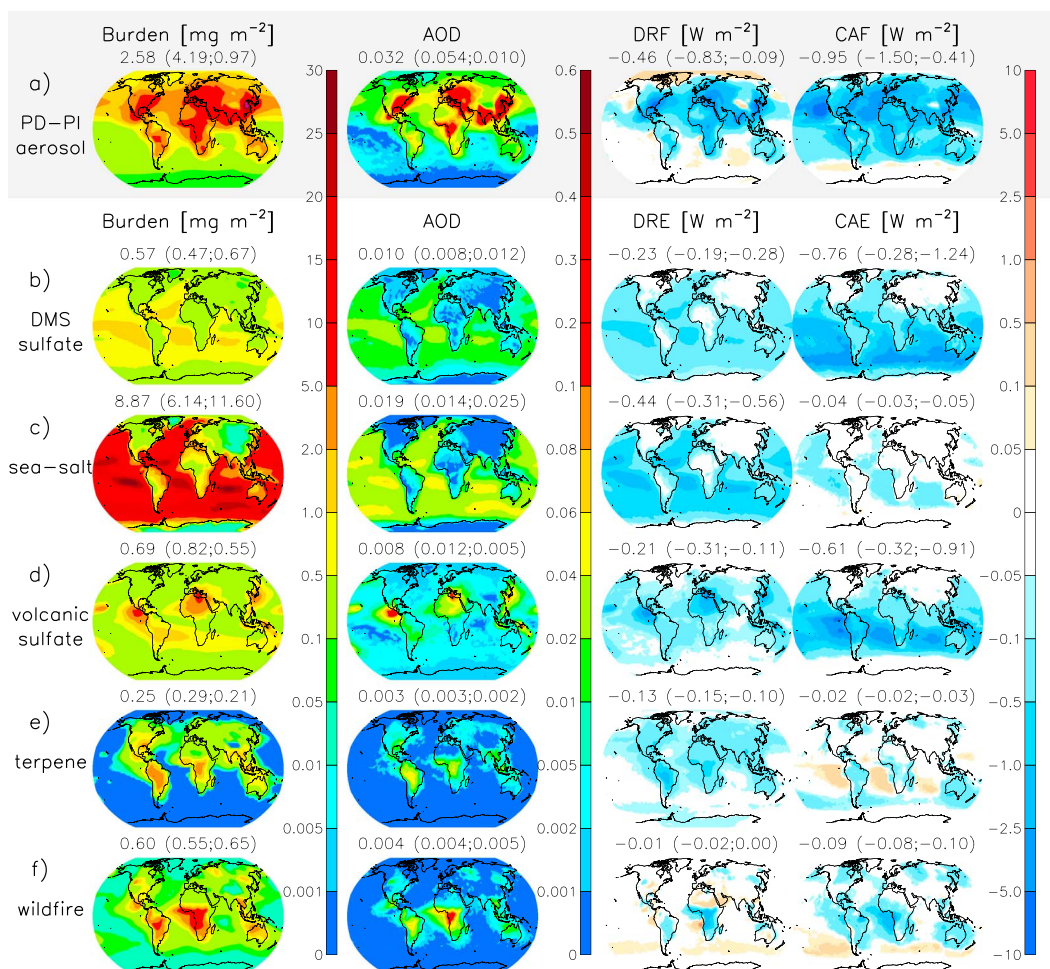 Burden [mg m⁻²] AOD DRF [W m⁻²] CAF [W m⁻²]
2.58 (4.19;0.97) 0.032 (0.054;0.010) −0.46 (−0.83;−0.09) −0.95 (−1.50;−0.41)
a)
PD−PI
aerosol
Burden [mg m⁻²] AOD DRE [W m⁻²] CAE [W m⁻²]
0.57 (0.47;0.67) 0.010 (0.008;0.012) −0.23 (−0.19;−0.28) −0.76 (−0.28;−1.24)
b)
DMS
sulfate
8.87 (6.14;11.60) 0.019 (0.014;0.025) −0.44 (−0.31;−0.56) −0.04 (−0.03;−0.05)
c)
sea−salt
0.69 (0.82;0.55) 0.008 (0.012;0.005) −0.21 (−0.31;−0.11) −0.61 (−0.32;−0.91)
d)
volcanic
sulfate
0.25 (0.29;0.21) 0.003 (0.003;0.002) −0.13 (−0.15;−0.10) −0.02 (−0.02;−0.03)
e)
terpene
0.60 (0.55;0.65) 0.004 (0.004;0.005) −0.01 (−0.02;0.00) −0.09 (−0.08;−0.10)
f)
wildfire
30
25
20
15
10
5.0
2.0
1.0
0.5
0.1
0.05
0.01
0.005
0.001
0
0.6
0.5
0.4
0.3
0.2
0.1
0.08
0.06
0.04
0.02
0.01
0.005
0.002
0.001
0
10
5.0
2.5
1.0
0.5
0.1
0.05
0
−0.05
−0.1
−0.5
−1.0
−2.5
−5.0
−10